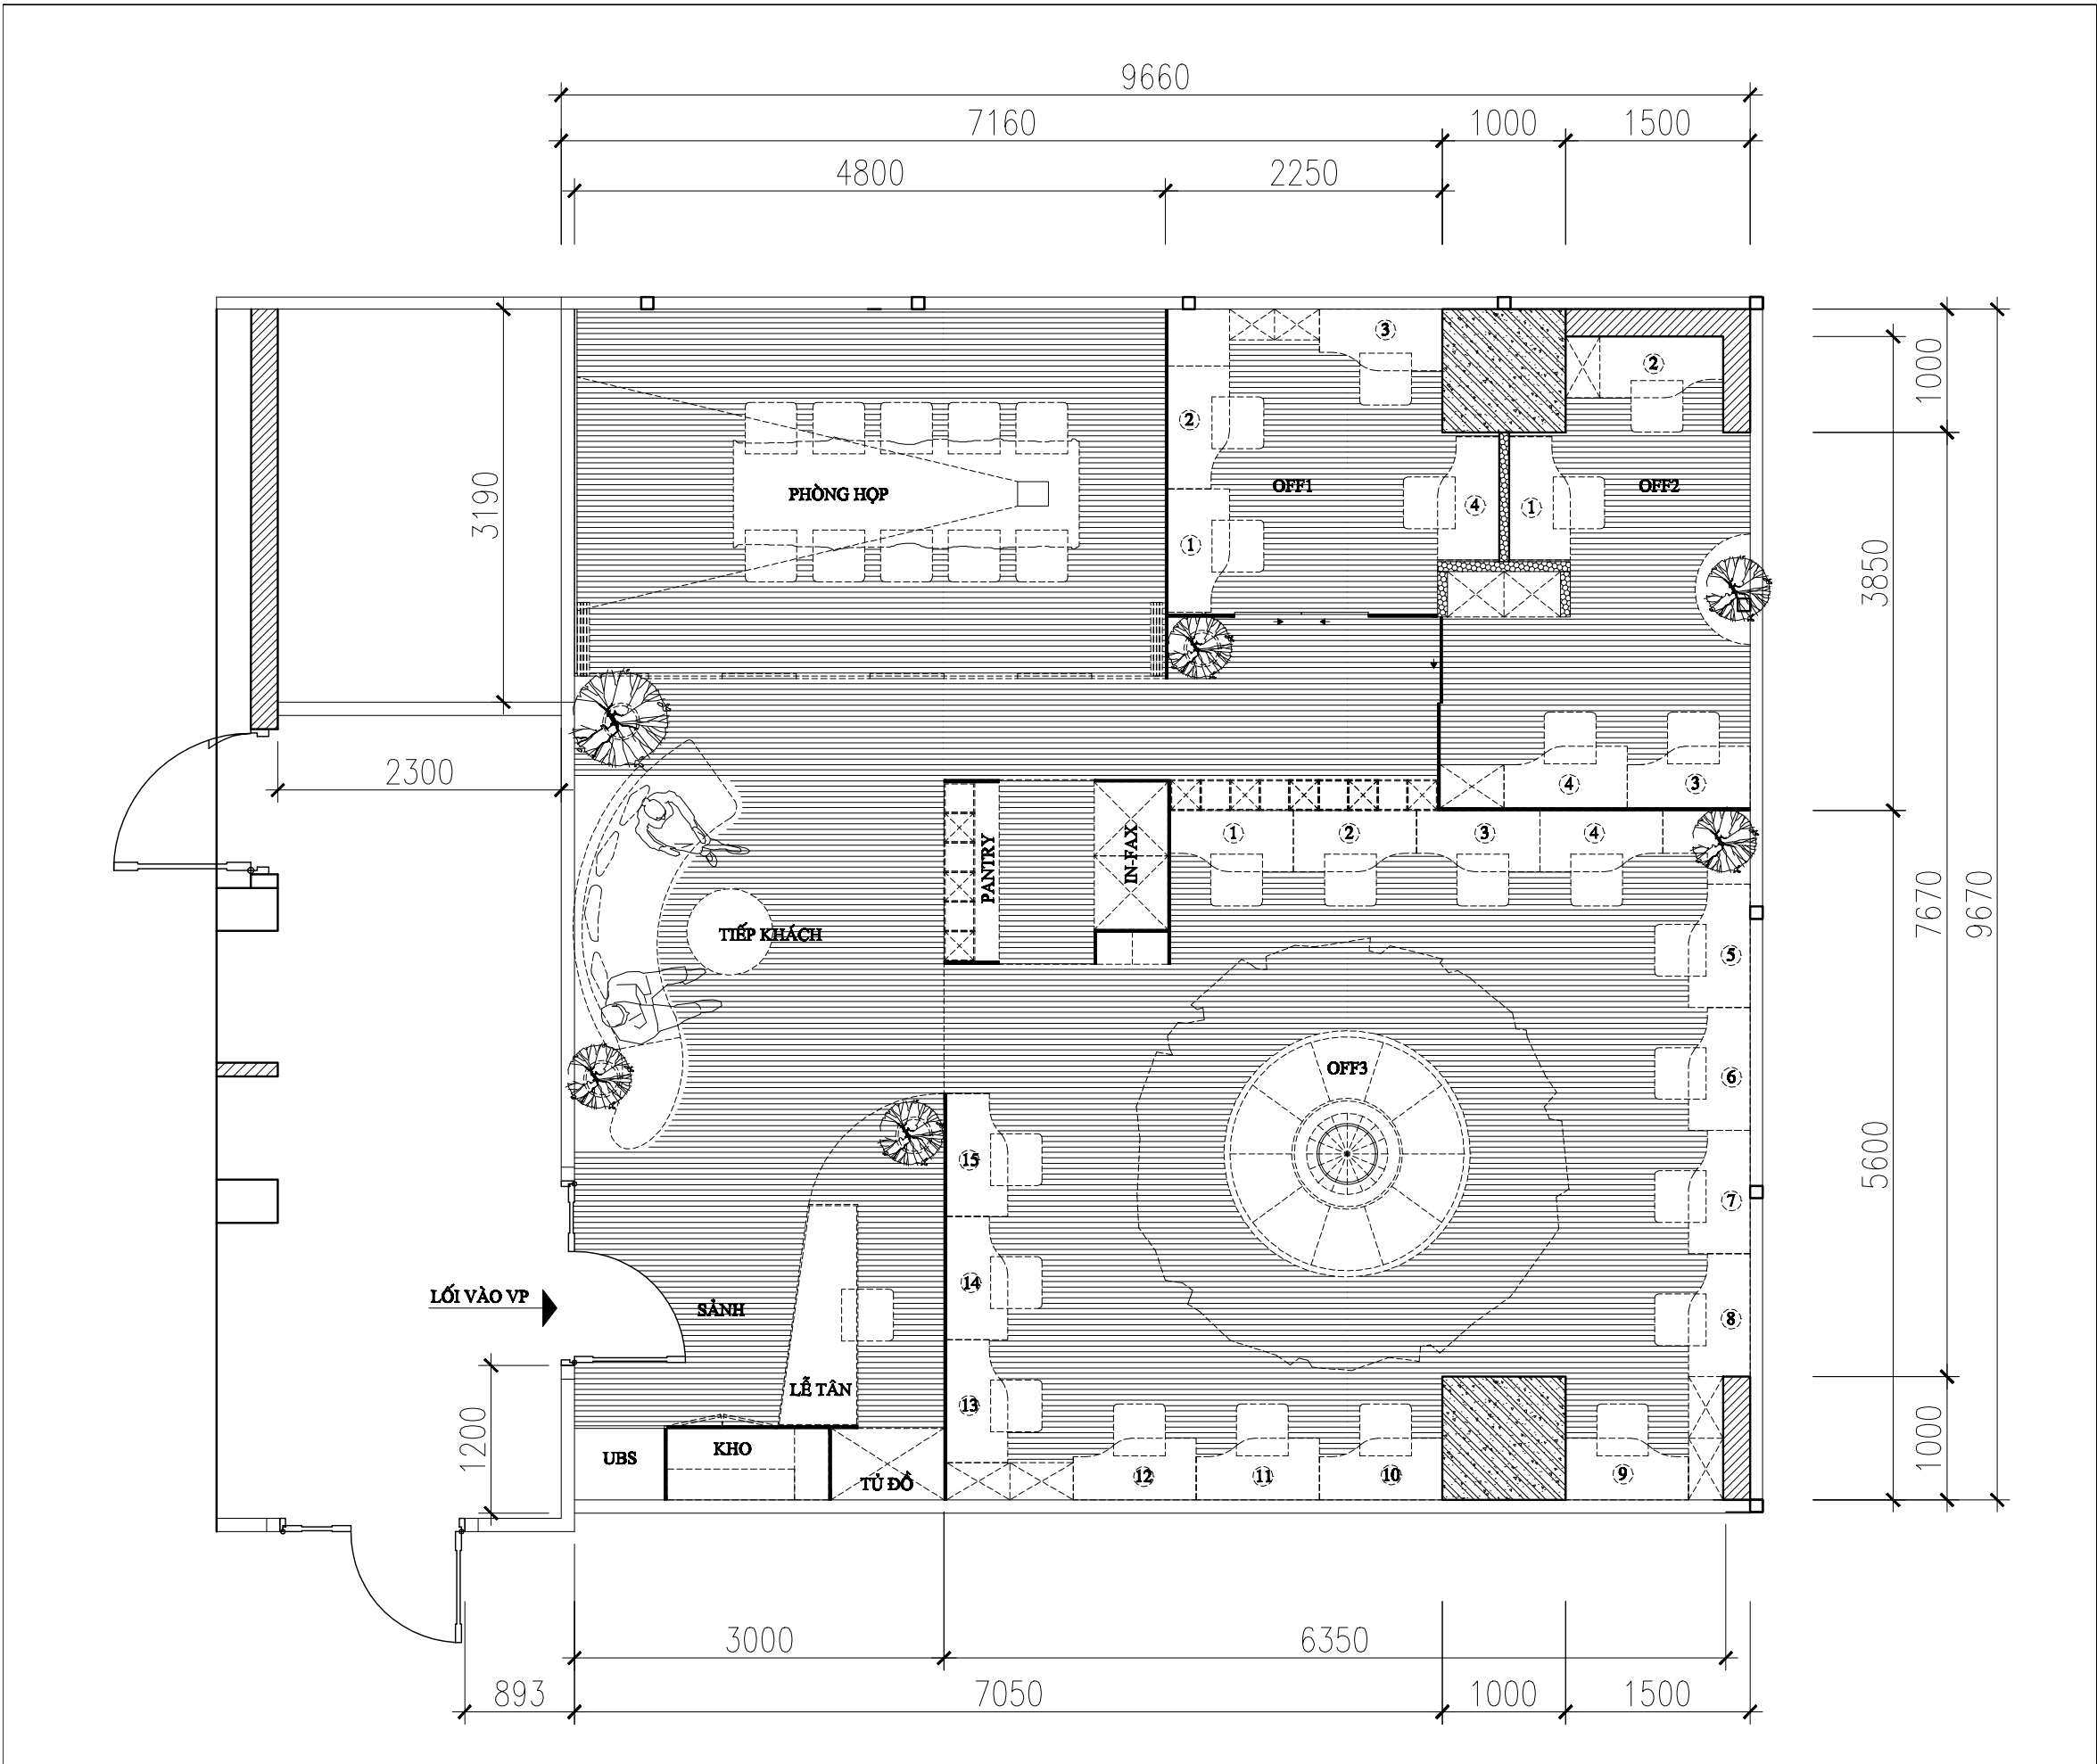 9660
7160 1000 1500
4800 2250
3 2 1000
2
PHÒNG HỌP OFF1 4 1 OFF2
3190 1 3850
2300 4 3
1 2 3 4
PANTRY IN-FAX
7670 9670
TIẾP KHÁCH 5
OFF3 6
15 5600
7
14
LỐI VÀO VP SẢNH 8
LỄ TÂN 13
1200 1000
UBS KHO TỦ ĐỒ 12 11 10 9
3000 6350
893 7050 1000 1500